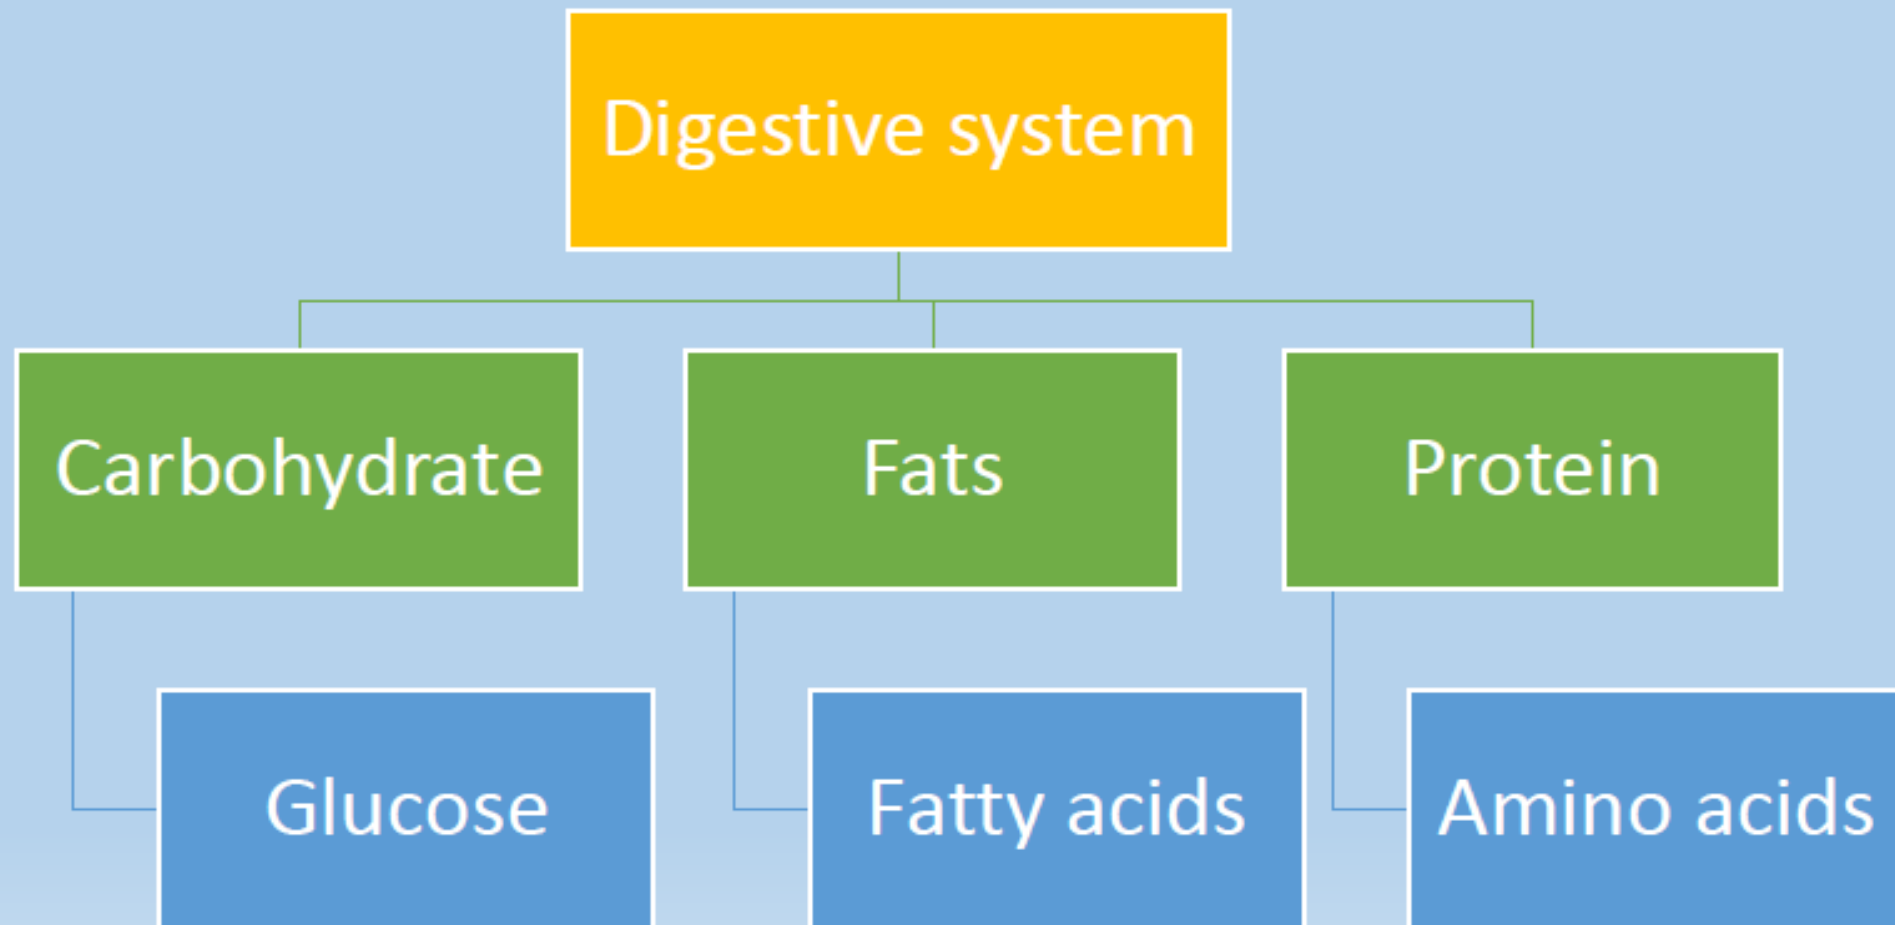 Digestive system
Carbohydrate
Fats
Protein
Glucose
Fatty acids
Amino acids